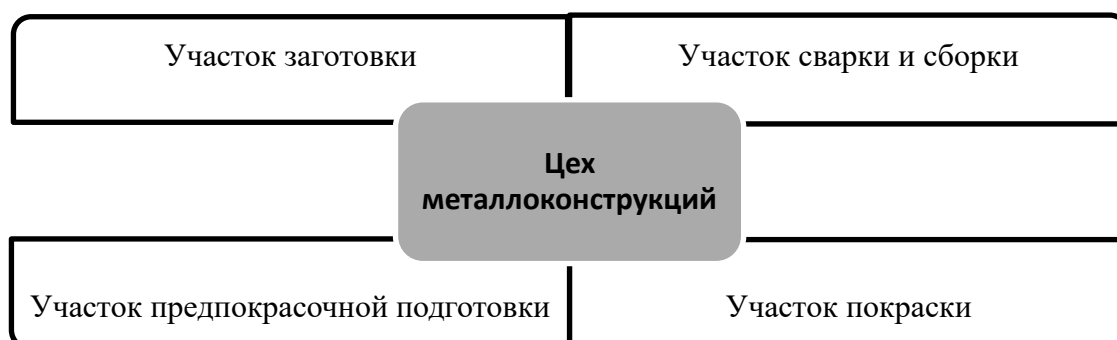 Участок заготовки
Участок сварки и сборки
Цех
металлоконструкций
Участок предпокрасочной подготовки
Участок покраски